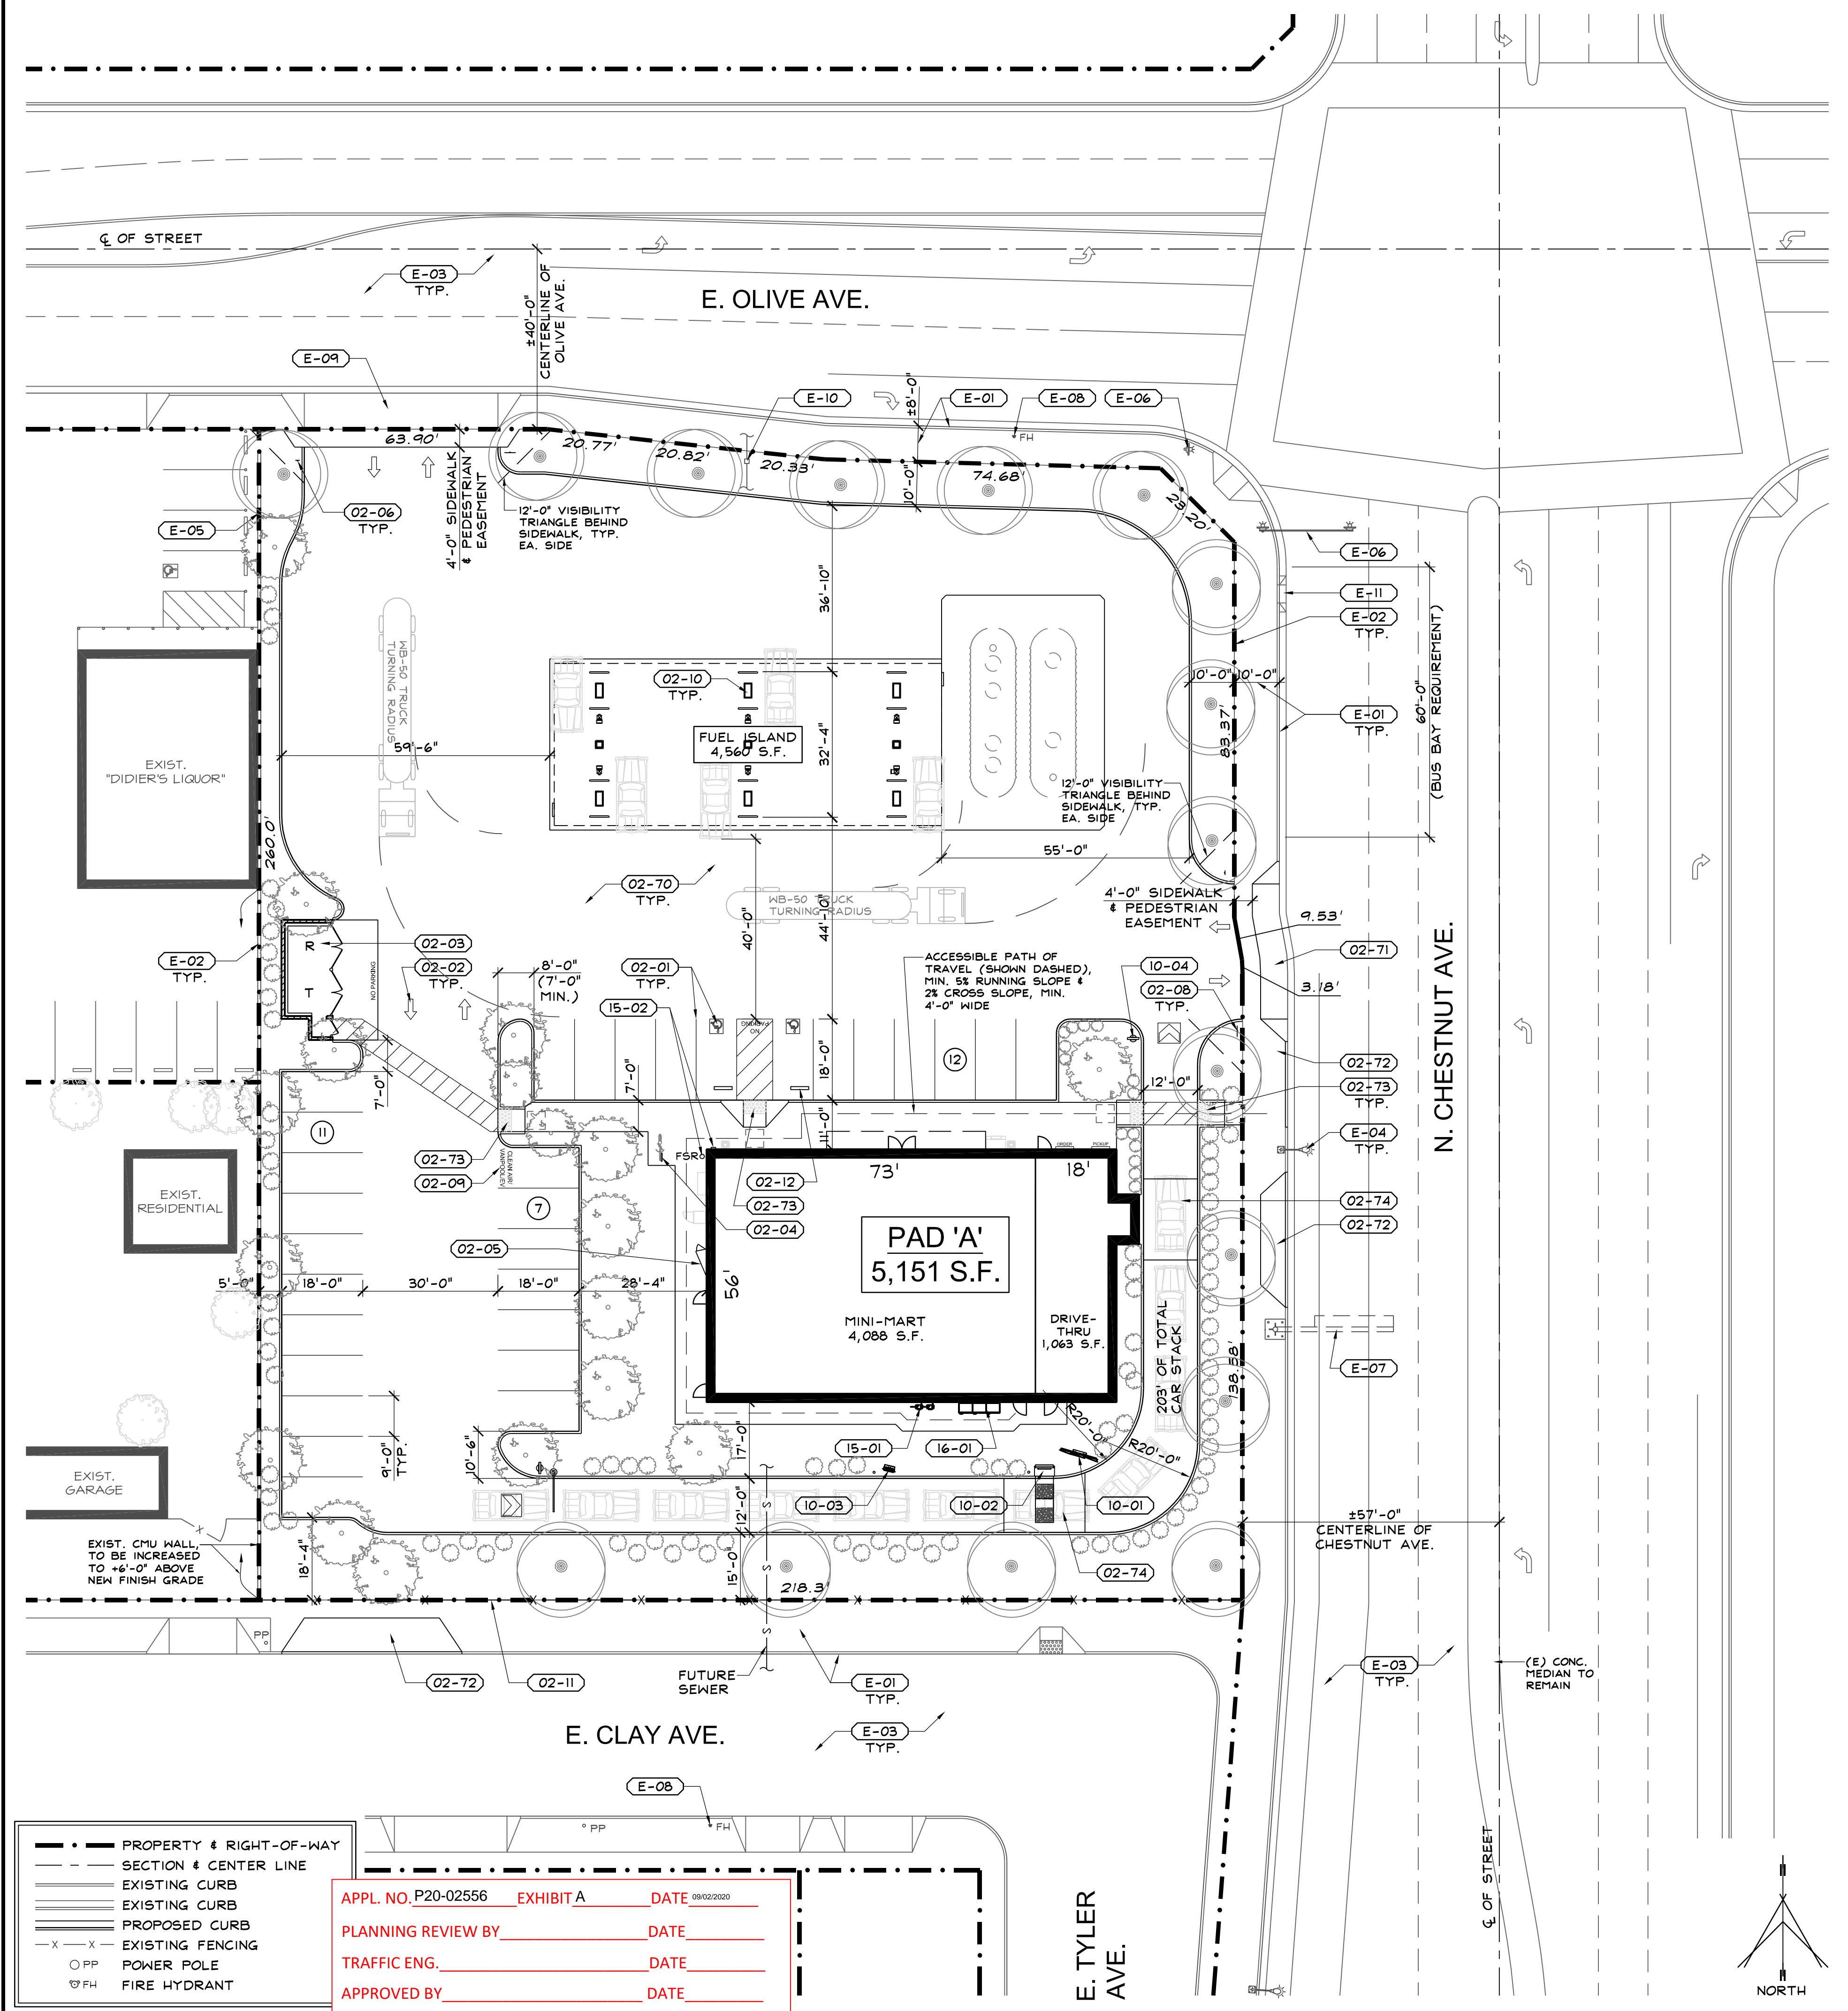 ℄ OF STREET
E-03
TYP.
±40'-0"
CENTERLINE OF
OLIVE AVE.
E. OLIVE AVE.
E-09
E-10
±8'-0"
E-01
E-08
E-06
FH
63.90'
20.77'
20.82'
20.33'
74.68'
23.20'
10'-0"
4'-0" SIDEWALK
& PEDESTRIAN
EASEMENT
02-06
TYP.
E-05
12'-0" VISIBILITY
TRIANGLE BEHIND
SIDEWALK, TYP.
EA. SIDE
E-06
E-11
E-02
TYP.
36'-10"
WB-50 TRUCK
TURNING RADIUS
02-10
TYP.
FUEL ISLAND
4,560 S.F.
32'-4"
59'-6"
10'-0"
10'-0"
E-01
TYP.
60'-0"
(BUS BAY REQUIREMENT)
83.37'
EXIST.
"DIDIER'S LIQUOR"
12'-0" VISIBILITY
TRIANGLE BEHIND
SIDEWALK, TYP.
EA. SIDE
260.0'
55'-0"
02-70
TYP.
WB-50 TRUCK
TURNING RADIUS
4'-0" SIDEWALK
& PEDESTRIAN
EASEMENT
9.53'
40'-0"
44'-10"
R
T
NO PARKING
02-03
02-02
TYP.
E-02
TYP.
8'-0"
(7'-0"
MIN.)
02-01
TYP.
15-02
ACCESSIBLE PATH OF
TRAVEL (SHOWN DASHED),
MIN. 5% RUNNING SLOPE &
2% CROSS SLOPE, MIN.
4'-0" WIDE
10-04
02-08
TYP.
02-71
3.18'
N. CHESTNUT AVE.
NO
PARKING
12
18'-0"
7'-0"
7'-0"
12'-0"
02-72
02-73
TYP.
E-04
TYP.
11
11'-0"
02-73
02-09
CLEAN AIR/
VANPOOL/EV
FSR
ORDER
PICKUP
73'
18'
02-12
02-73
02-04
EXIST.
RESIDENTIAL
7
02-05
02-74
02-72
PAD 'A'
5,151 S.F.
56'
5'-0"
18'-0"
30'-0"
18'-0"
28'-4"
MINI-MART
4,088 S.F.
DRIVE-
THRU
1,063 S.F.
203' OF TOTAL
CAR STACK
138.58'
E-07
9'-0"
TYP.
10'-6"
17'-0"
15-01
16-01
R20'-0"
R20'-0"
EXIST.
GARAGE
10-03
10-02
10-01
12'-0"
S
S
S
±57'-0"
CENTERLINE OF
CHESTNUT AVE.
EXIST. CMU WALL,
TO BE INCREASED
TO +6'-0" ABOVE
NEW FINISH GRADE
18'-4"
15'-0"
02-74
218.3'
PP
02-72
02-11
FUTURE
SEWER
E-01
TYP.
E-03
TYP.
(E) CONC.
MEDIAN TO
REMAIN
E. CLAY AVE.
E-03
TYP.
E-08
PP
FH
℄ OF STREET
E. TYLER
AVE.
N
NORTH
PROPERTY & RIGHT-OF-WAY
SECTION & CENTER LINE
EXISTING CURB
EXISTING CURB
PROPOSED CURB
X X EXISTING FENCING
PP POWER POLE
FH FIRE HYDRANT
APPL. NO. P20-02556 EXHIBIT A DATE 09/02/2020
PLANNING REVIEW BY DATE
TRAFFIC ENG. DATE
APPROVED BY DATE